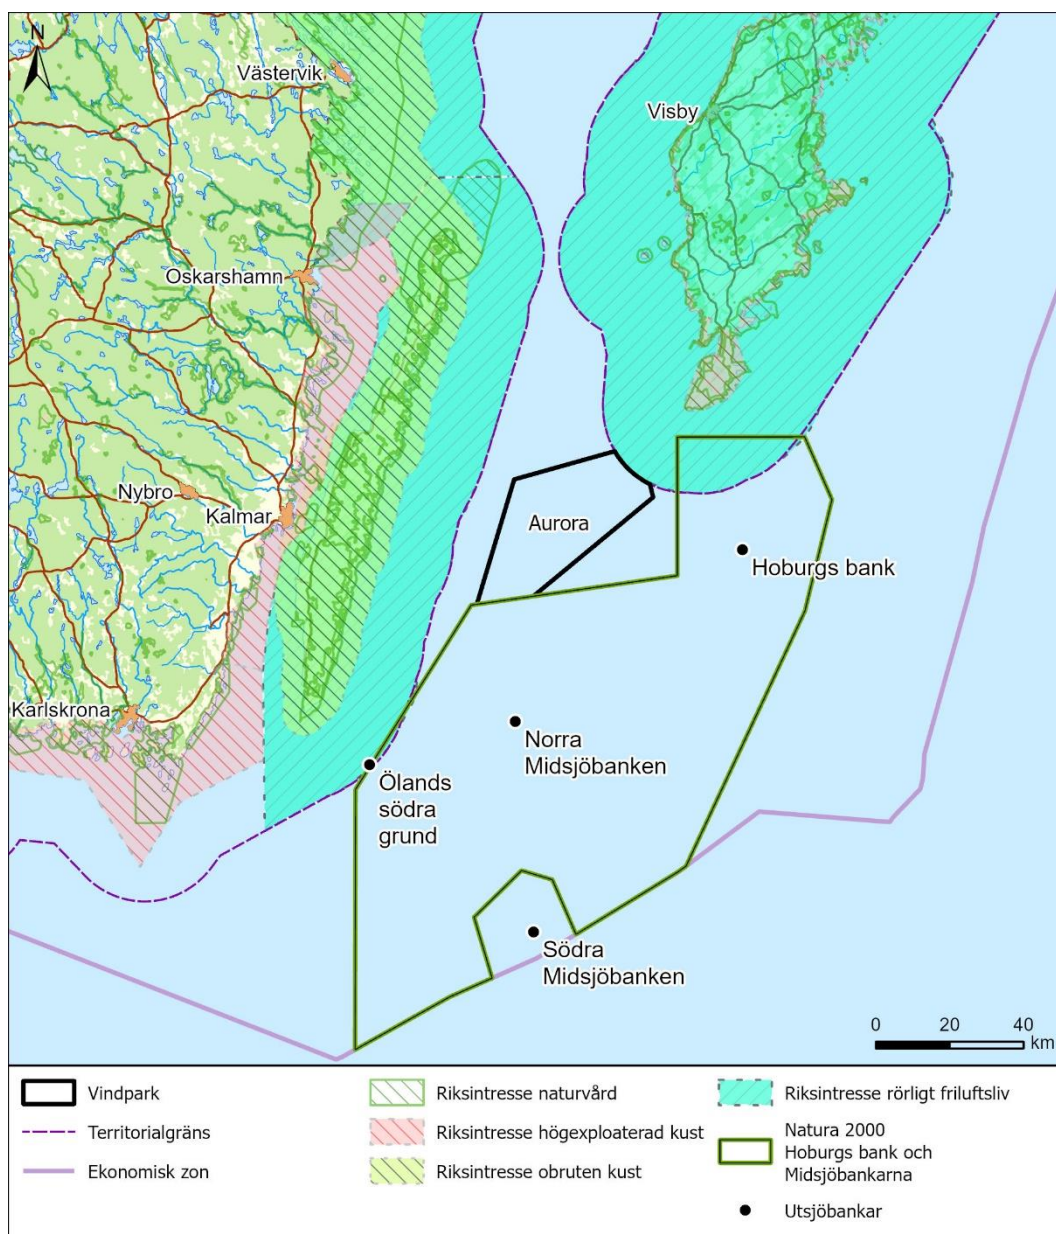 N
Västervik
Visby
Oskarshamn
Nybro
Kalmar
Aurora
Hoburgs bank
Karlskrona
Norra
Midsjöbanken
Ölands
södra
grund
Södra
Midsjöbanken
0 20 40
km
Vindpark
Territorialgräns
Ekonomisk zon
Riksintresse naturvård
Riksintresse högexploaterad kust
Riksintresse obruten kust
Riksintresse rörligt friluftsliv
Natura 2000
Hoburgs bank och
Midsjöbankarna
Utsjöbankar